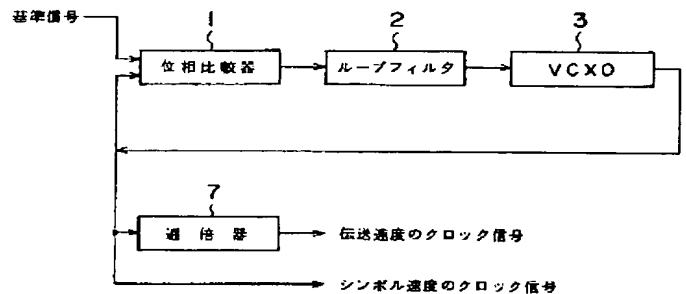 基準信号
1
2
3
位相比較器
ループフィルタ
VCXO
7
逓倍器
伝送速度のクロック信号
シンボル速度のクロック信号